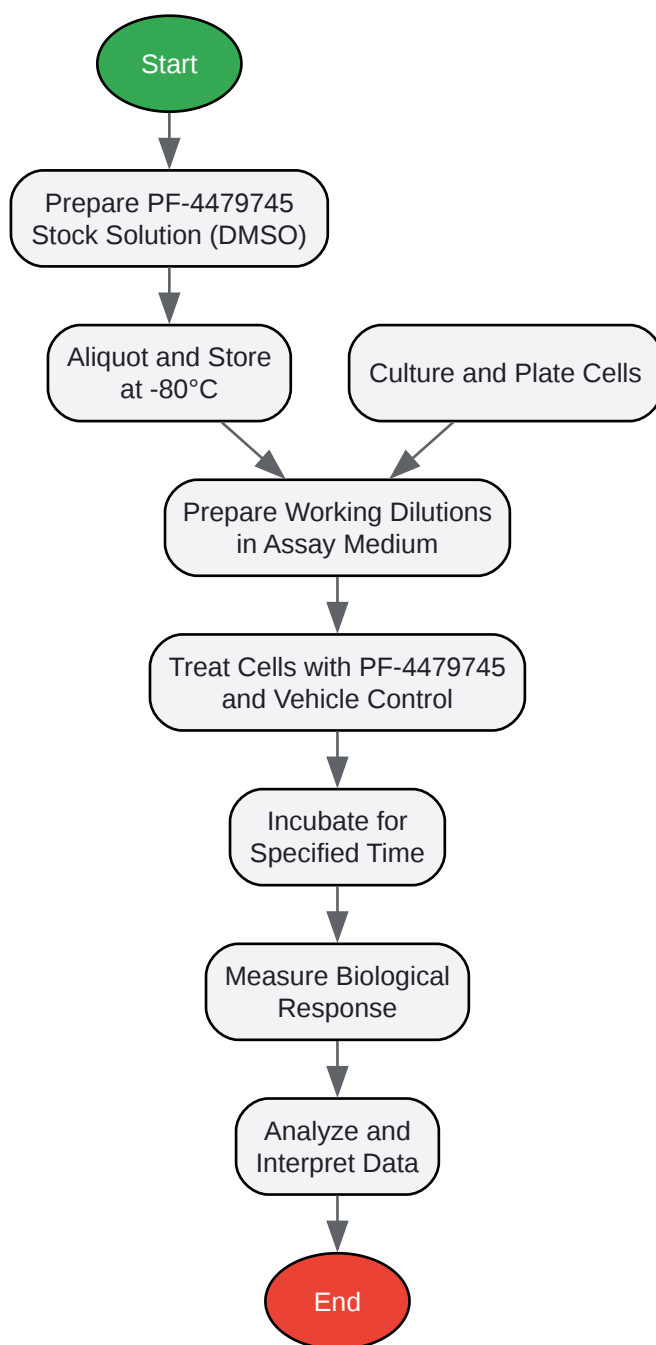 Start
Prepare PF-4479745
Stock Solution (DMSO)
Aliquot and Store
at -80°C
Culture and Plate Cells
Prepare Working Dilutions
in Assay Medium
Treat Cells with PF-4479745
and Vehicle Control
Incubate for
Specified Time
Measure Biological
Response
Analyze and
Interpret Data
End